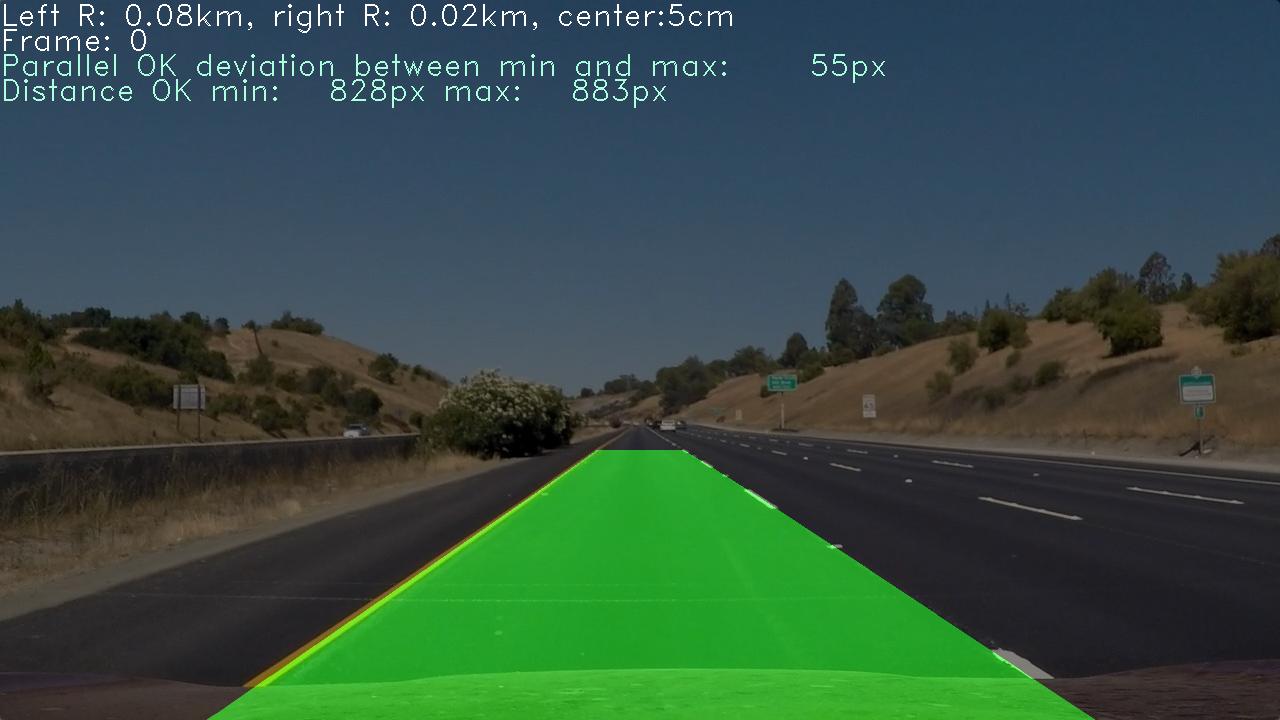 Left R: 0.08km, right R: 0.02km, center:5cm
Frame: 0
Parallel OK deviation between min and max: 55px
Distance OK min: 828px max: 883px